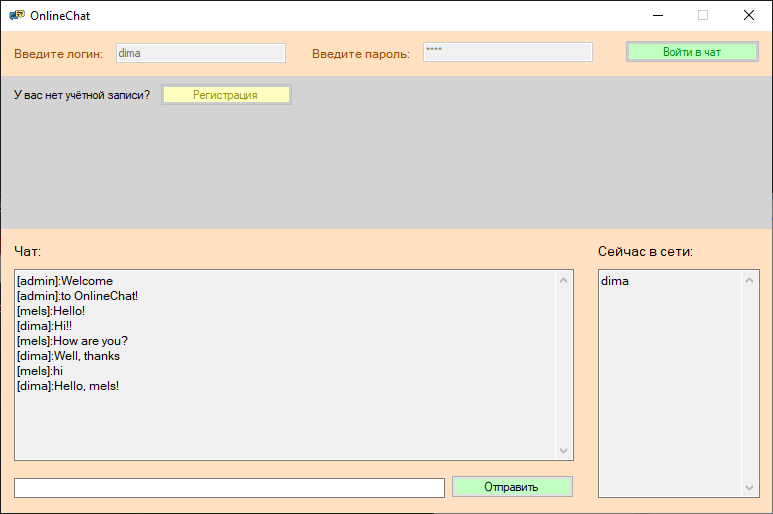 OnlineChat
Введите логин: dima Введите пароль: **** Войти в чат
У вас нет учётной записи? Регистрация
Чат:
[admin]:Welcome
[admin]:to OnlineChat!
[mels]:Hello!
[dima]:Hi!!
[mels]:How are you?
[dima]:Well, thanks
[mels]:hi
[dima]:Hello, mels!
Отправить
Сейчас в сети:
dima